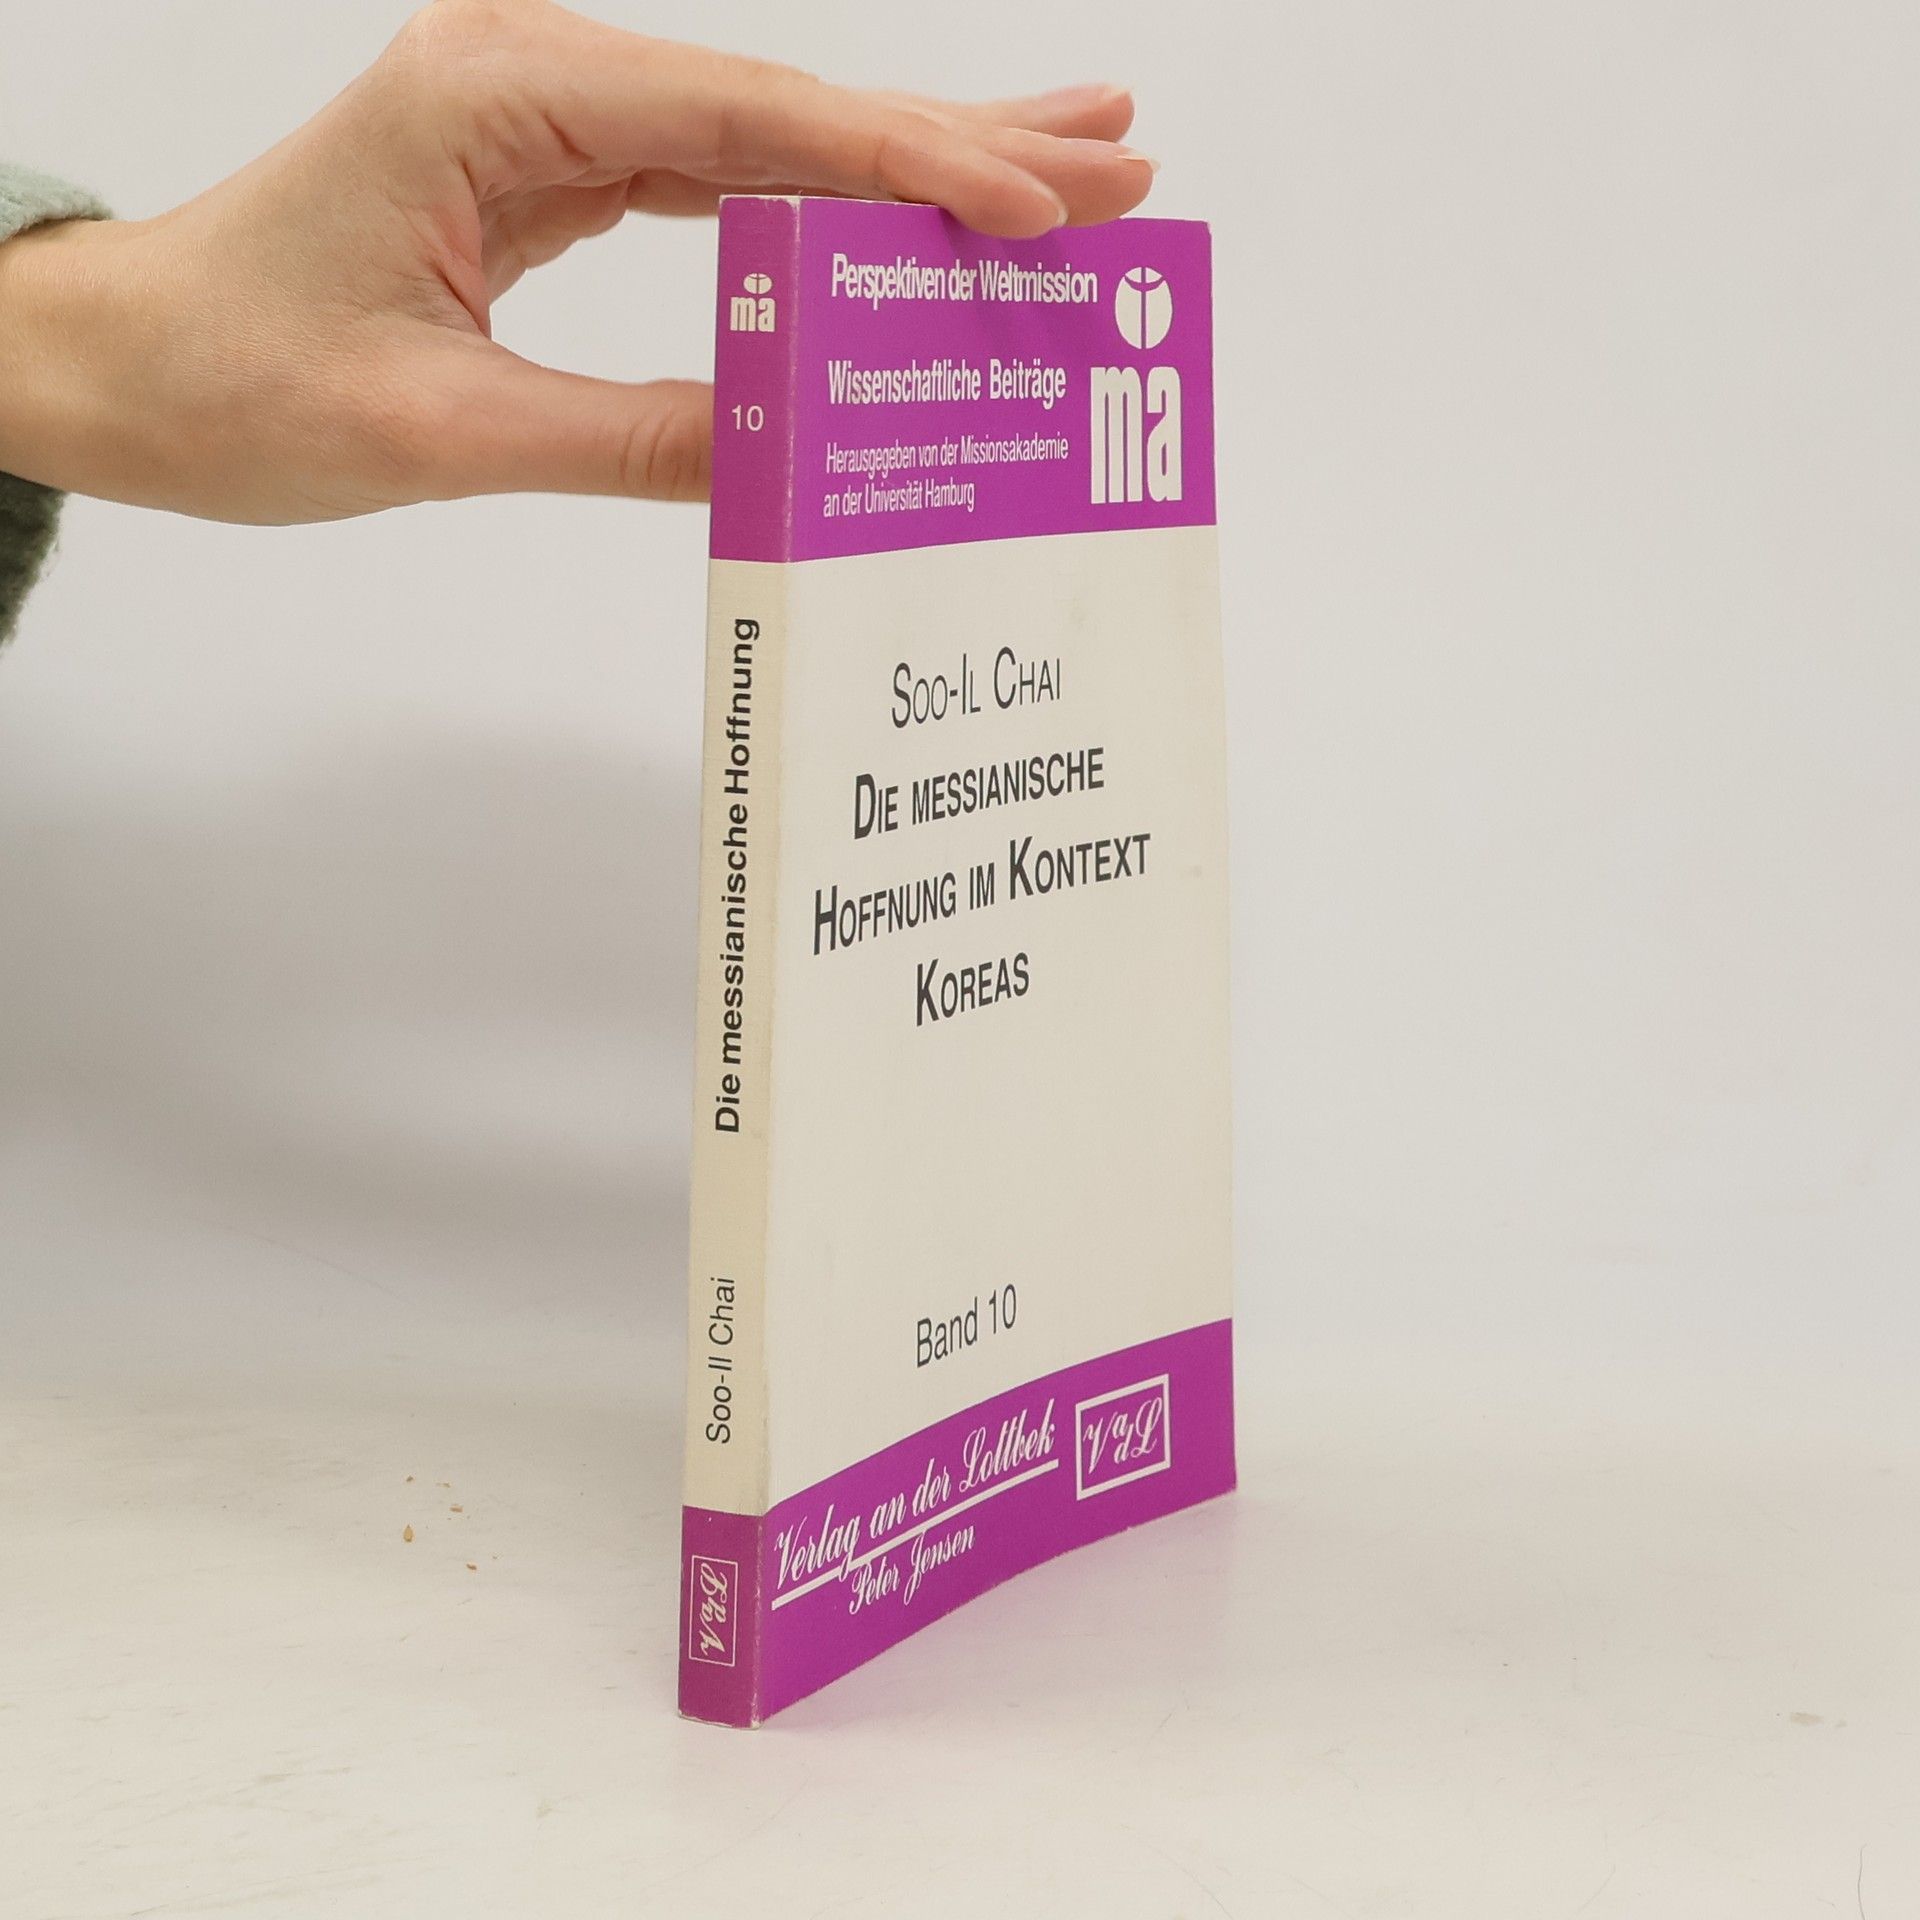 ma
10
Die messianische Hoffnung
Soo-Il Chai
VadL
Perspektiven der Weltmission
Wissenschaftliche Beiträge
Herausgegeben von der Missionsakademie
an der Universität Hamburg
ma
SOO-IL CHAI
DIE MESSIANISCHE
HOFFNUNG IM KONTEXT
KOREAS
Band 10
Verlag an der Lottbek
Peter Jensen
VadL